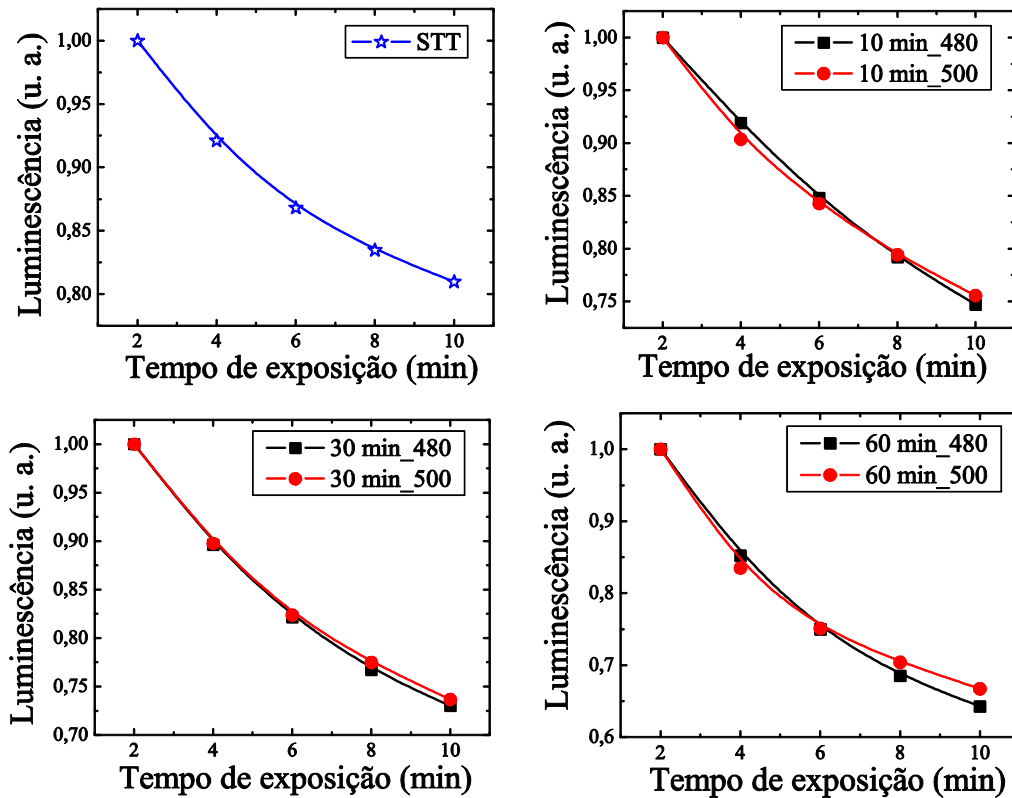 Luminescência (u. a.)
1,00
0,95
0,90
0,85
0,80
STT
2 4 6 8 10
Tempo de exposição (min)
Luminescência (u. a.)
1,00
0,95
0,90
0,85
0,80
0,75
10 min_480
10 min_500
2 4 6 8 10
Tempo de exposição (min)
Luminescência (u. a.)
1,00
0,95
0,90
0,85
0,80
0,75
0,70
30 min_480
30 min_500
2 4 6 8 10
Tempo de exposição (min)
Luminescência (u. a.)
1,0
0,9
0,8
0,7
0,6
60 min_480
60 min_500
2 4 6 8 10
Tempo de exposição (min)